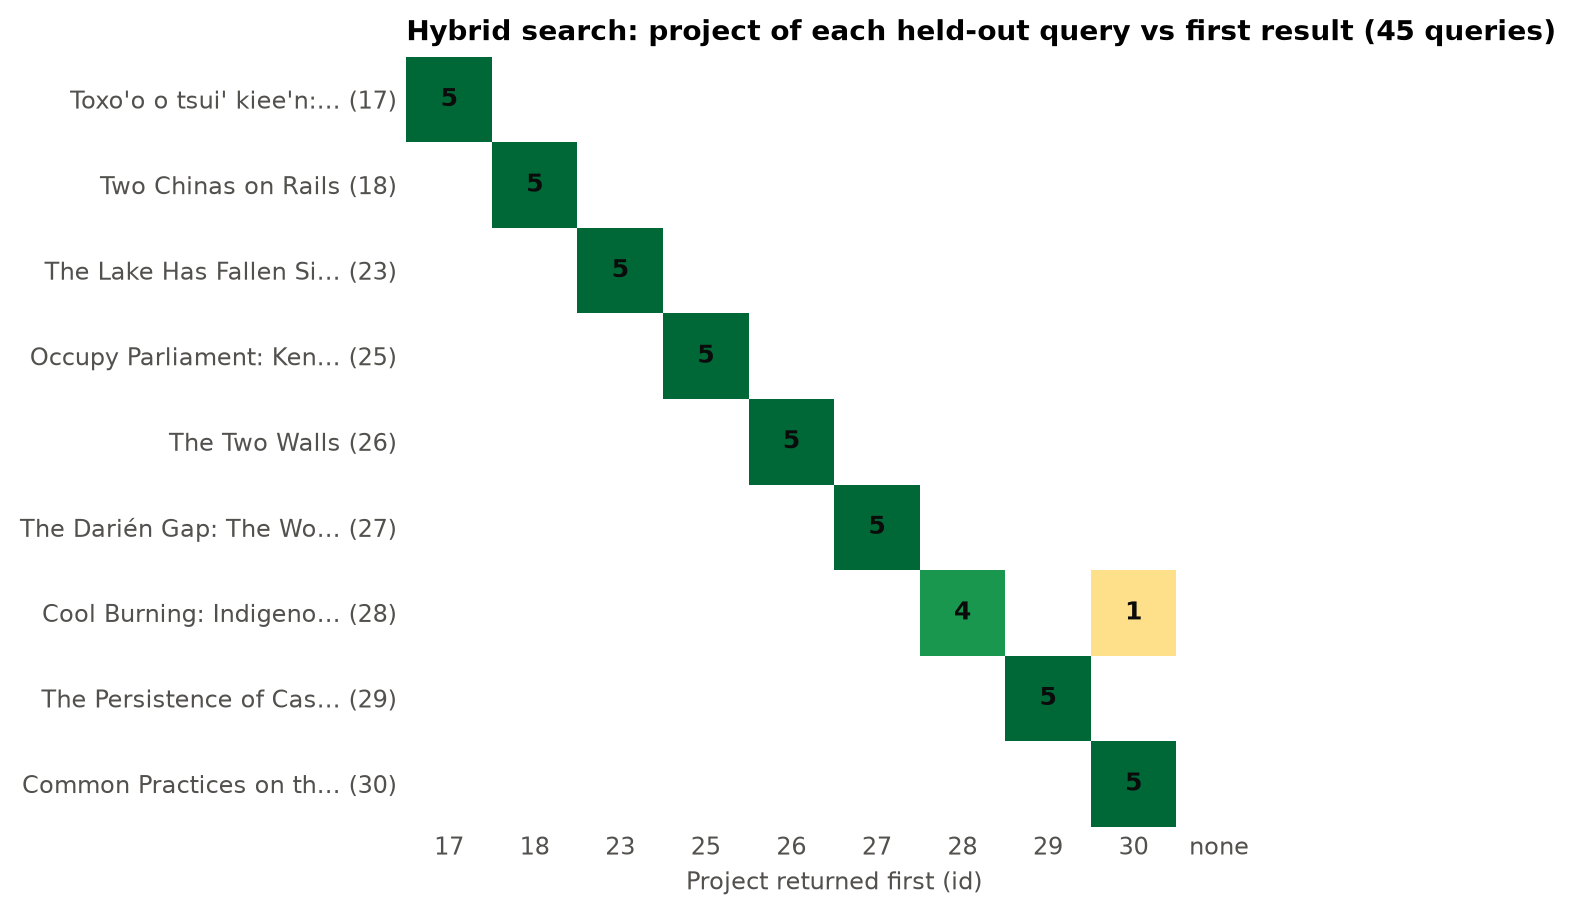 Hybrid search: project of each held-out query vs first result (45 queries)
Toxo'o o tsui' kiee'n:… (17) 5
Two Chinas on Rails (18) 5
The Lake Has Fallen Si… (23) 5
Occupy Parliament: Ken… (25) 5
The Two Walls (26) 5
The Darién Gap: The Wo… (27) 5
Cool Burning: Indigeno… (28) 4 1
The Persistence of Cas… (29) 5
Common Practices on th… (30) 5
17 18 23 25 26 27 28 29 30 none
Project returned first (id)